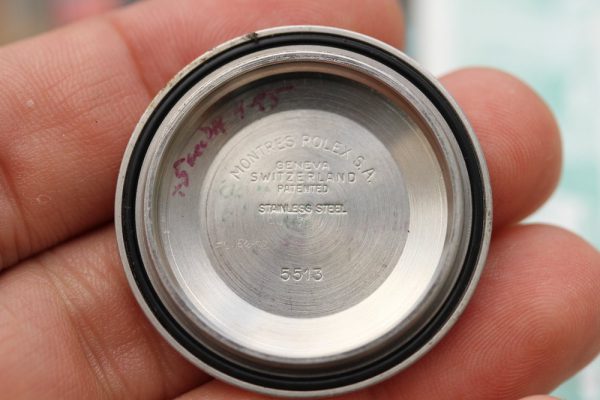 MONTRES ROLEX S.A.
GENEVA
SWITZERLAND
PATENTED
STAINLESS STEEL
5513